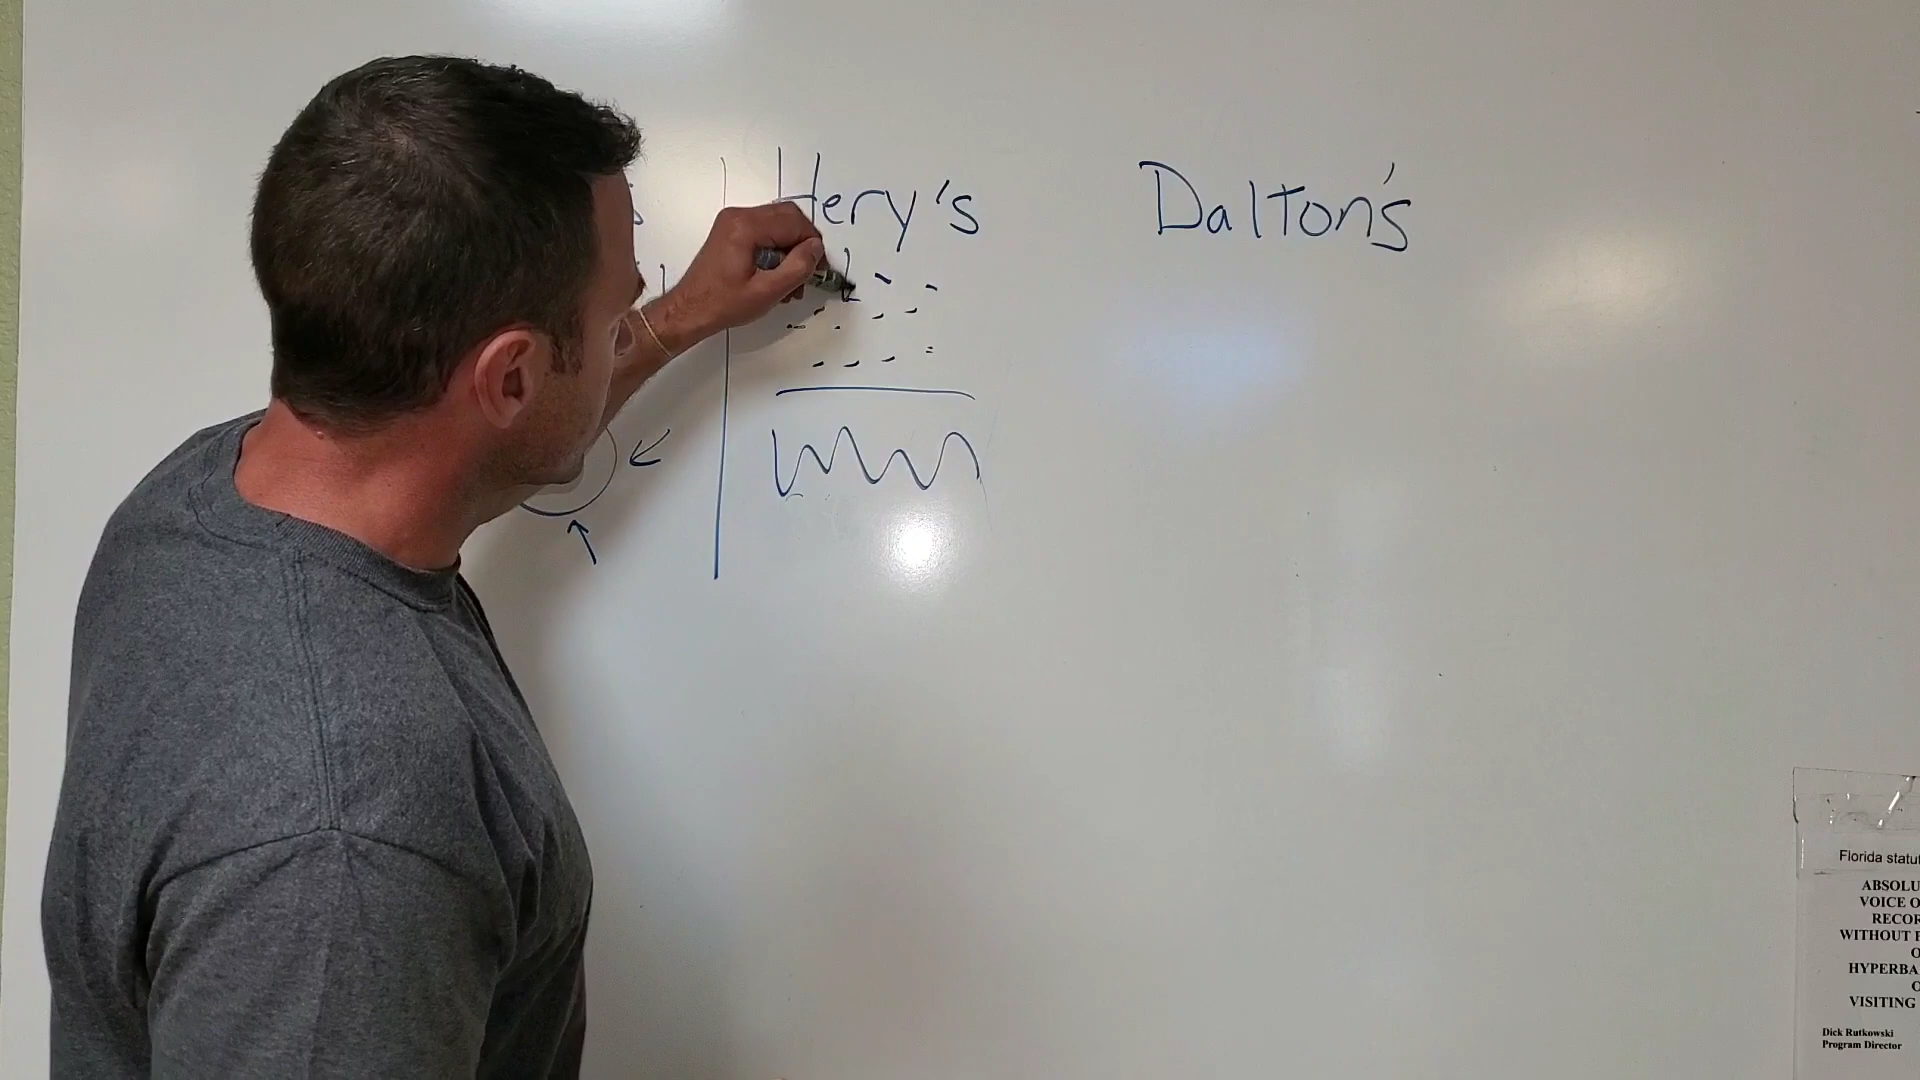 Hery's
Dalton's
Florida statu
ABSOLU
VOICE O
RECOR
WITHOUT
HYPERBA
VISITING
Dick Rutkowski
Program Director